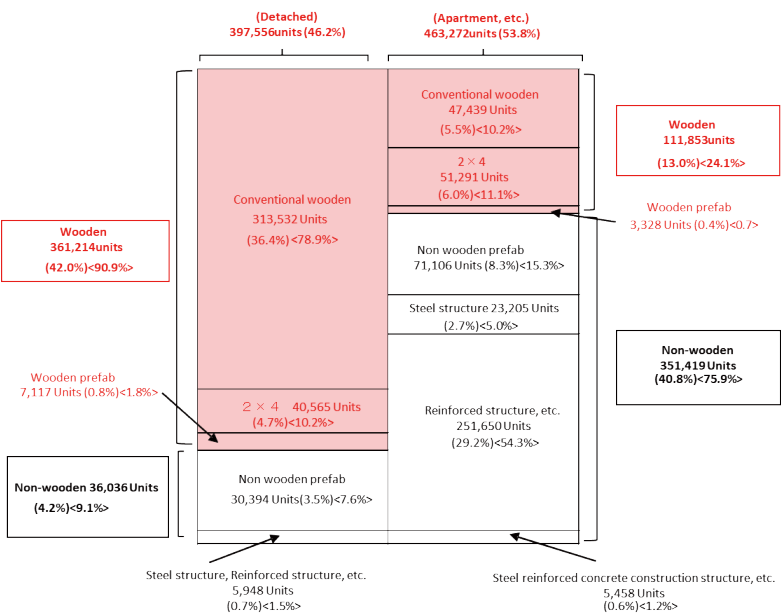 (Detached)
397,556units (46.2%)
(Apartment, etc.)
463,272units (53.8%)
Conventional wooden
47,439 Units
(5.5%)<10.2%>
2×4
51,291 Units
(6.0%)<11.1%>
Wooden
111,853units
(13.0%)<24.1%>
Wooden prefab
3,328 Units (0.4%)<0.7>
Conventional wooden
313,532 Units
(36.4%)<78.9%>
Wooden
361,214units
(42.0%)<90.9%>
Non wooden prefab
71,106 Units (8.3%)<15.3%>
Steel structure 23,205 Units
(2.7%)<5.0%>
Non-wooden
351,419 Units
(40.8%)<75.9%>
Wooden prefab
7,117 Units (0.8%)<1.8%>
2×4 40,565 Units
(4.7%)<10.2%>
Reinforced structure, etc.
251,650 Units
(29.2%)<54.3%>
Non-wooden 36,036 Units
(4.2%)<9.1%>
Non wooden prefab
30,394 Units(3.5%)<7.6%>
Steel structure, Reinforced structure, etc.
5,948 Units
(0.7%)<1.5%>
Steel reinforced concrete construction structure, etc.
5,458 Units
(0.6%)<1.2%>